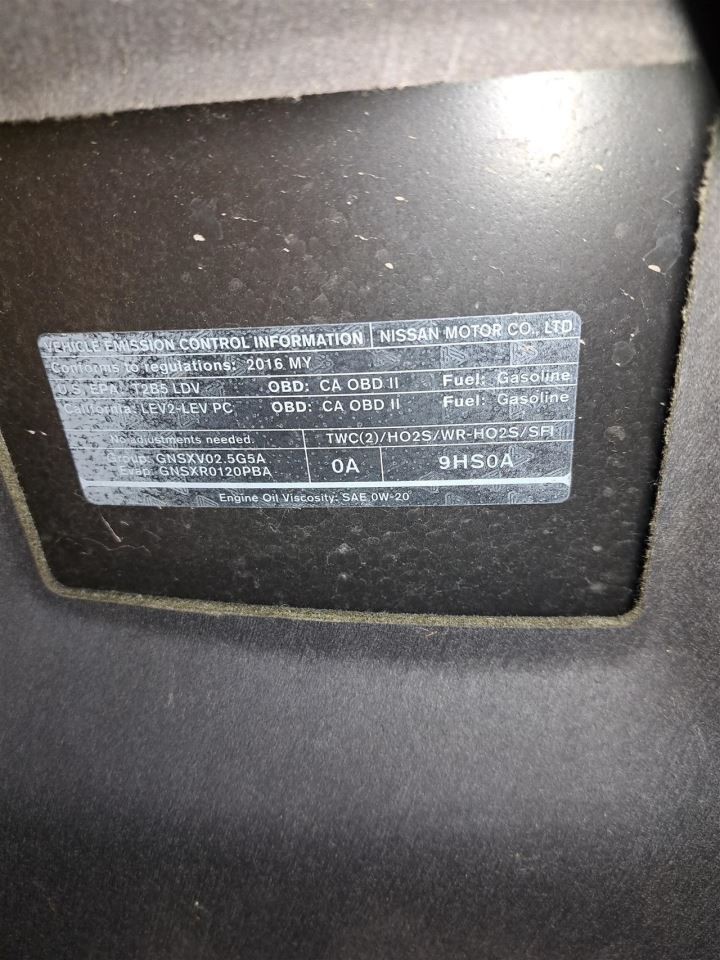 VEHICLE EMISSION CONTROL INFORMATION NISSAN MOTOR CO., LTD
Conforms to regulations: 2016 MY
U.S. EPA: T2B5 LDV OBD: CA OBD II Fuel: Gasoline
California: LEV2-LEV PC OBD: CA OBD II Fuel: Gasoline
No adjustments needed. TWC(2)/HO2S/WR-HO2S/SFI
Group: GNSXV02.5G5A
Evap: GNSXR0120PBA
0A 9HS0A
Engine Oil Viscosity: SAE 0W-20